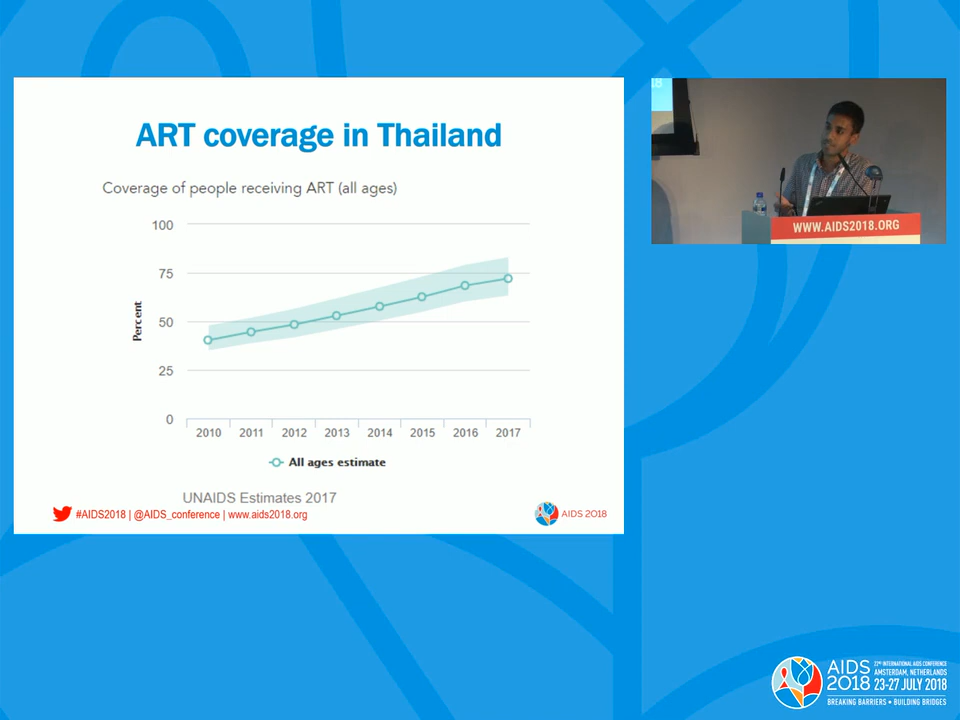 ART coverage in Thailand
Coverage of people receiving ART (all ages)
100
75
50
25
0
Percent
2010 2011 2012 2013 2014 2015 2016 2017
All ages estimate
UNAIDS Estimates 2017
#AIDS2018 | @AIDS_conference | www.aids2018.org
AIDS 2018
18
WWW.AIDS2018.ORG
AIDS 2018
22ND INTERNATIONAL AIDS CONFERENCE
AMSTERDAM, NETHERLANDS
23-27 JULY 2018
BREAKING BARRIERS • BUILDING BRIDGES